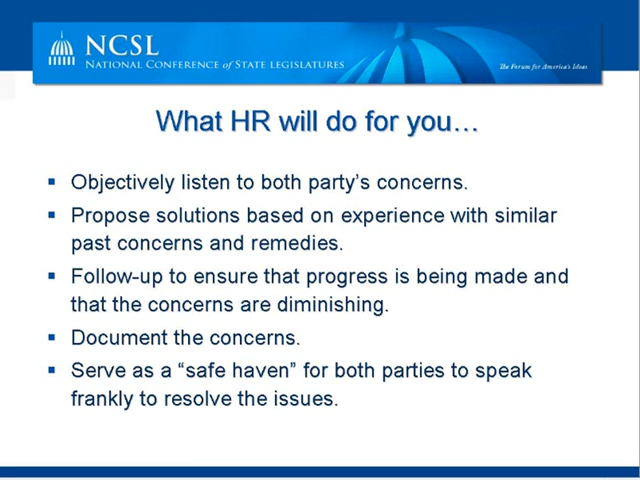 NCSL
NATIONAL CONFERENCE of STATE LEGISLATURES
The Forum for America's Ideas
What HR will do for you…
▪ Objectively listen to both party's concerns.
▪ Propose solutions based on experience with similar
past concerns and remedies.
▪ Follow-up to ensure that progress is being made and
that the concerns are diminishing.
▪ Document the concerns.
▪ Serve as a “safe haven” for both parties to speak
frankly to resolve the issues.